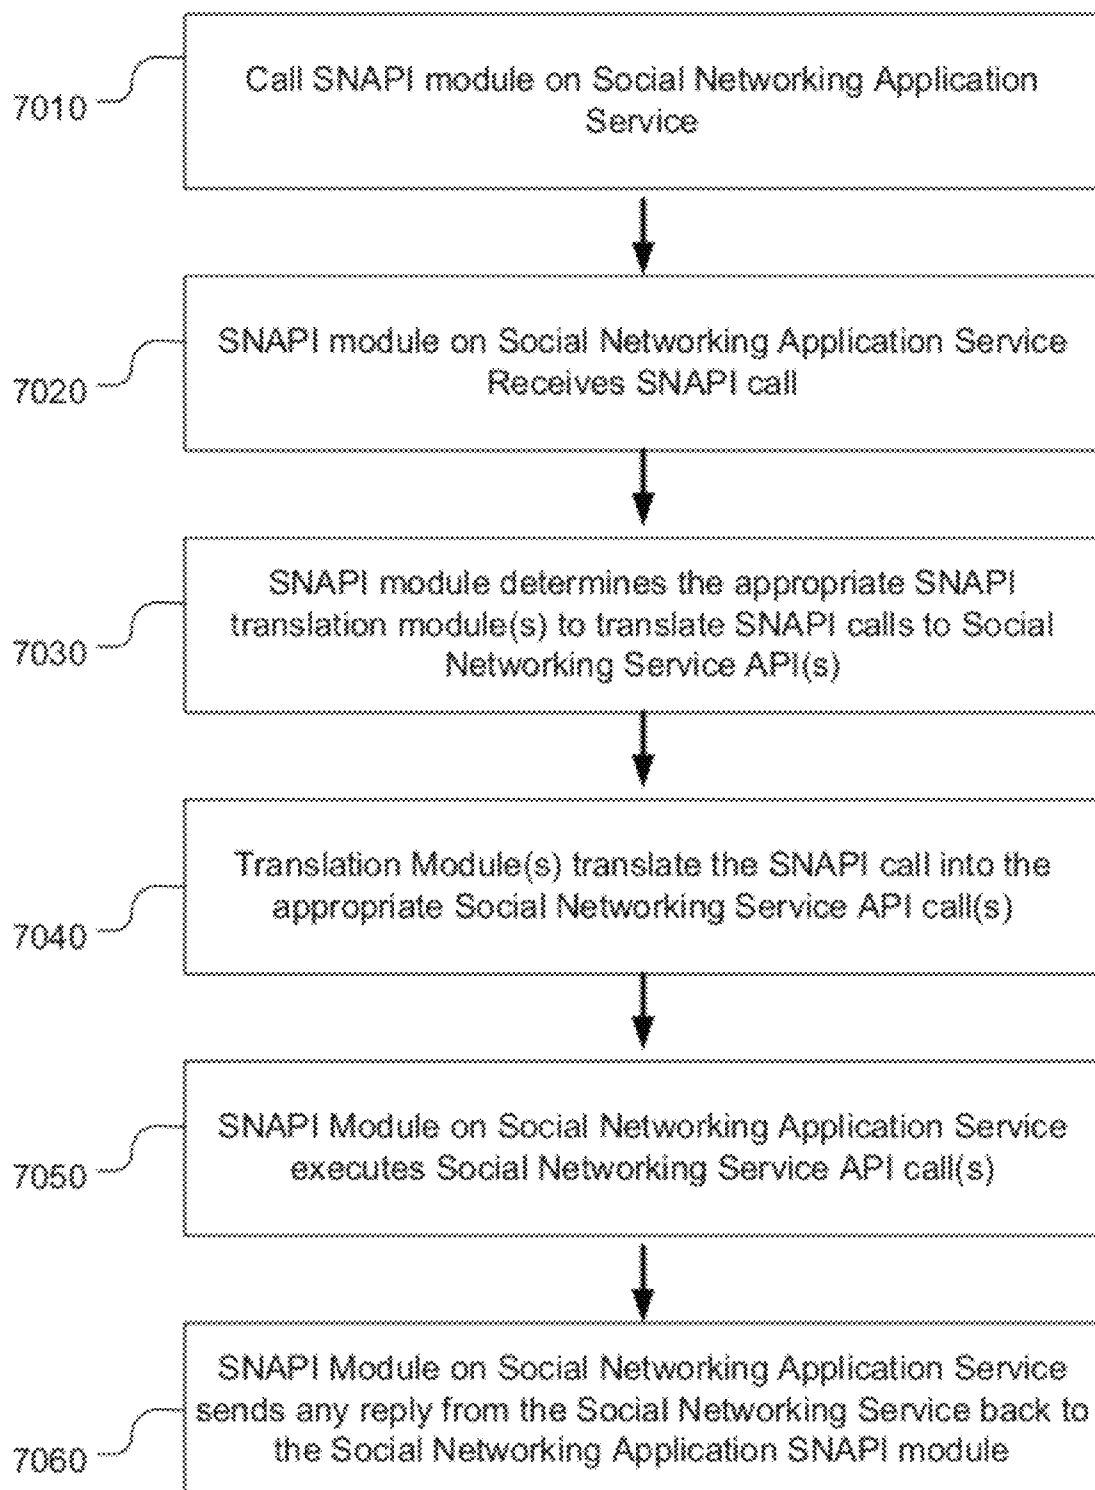 7010
Call SNAPI module on Social Networking Application
Service
7020
SNAPI module on Social Networking Application Service
Receives SNAPI call
7030
SNAPI module determines the appropriate SNAPI
translation module(s) to translate SNAPI calls to Social
Networking Service API(s)
7040
Translation Module(s) translate the SNAPI call into the
appropriate Social Networking Service API call(s)
7050
SNAPI Module on Social Networking Application Service
executes Social Networking Service API call(s)
7060
SNAPI Module on Social Networking Application Service
sends any reply from the Social Networking Service back to
the Social Networking Application SNAPI module